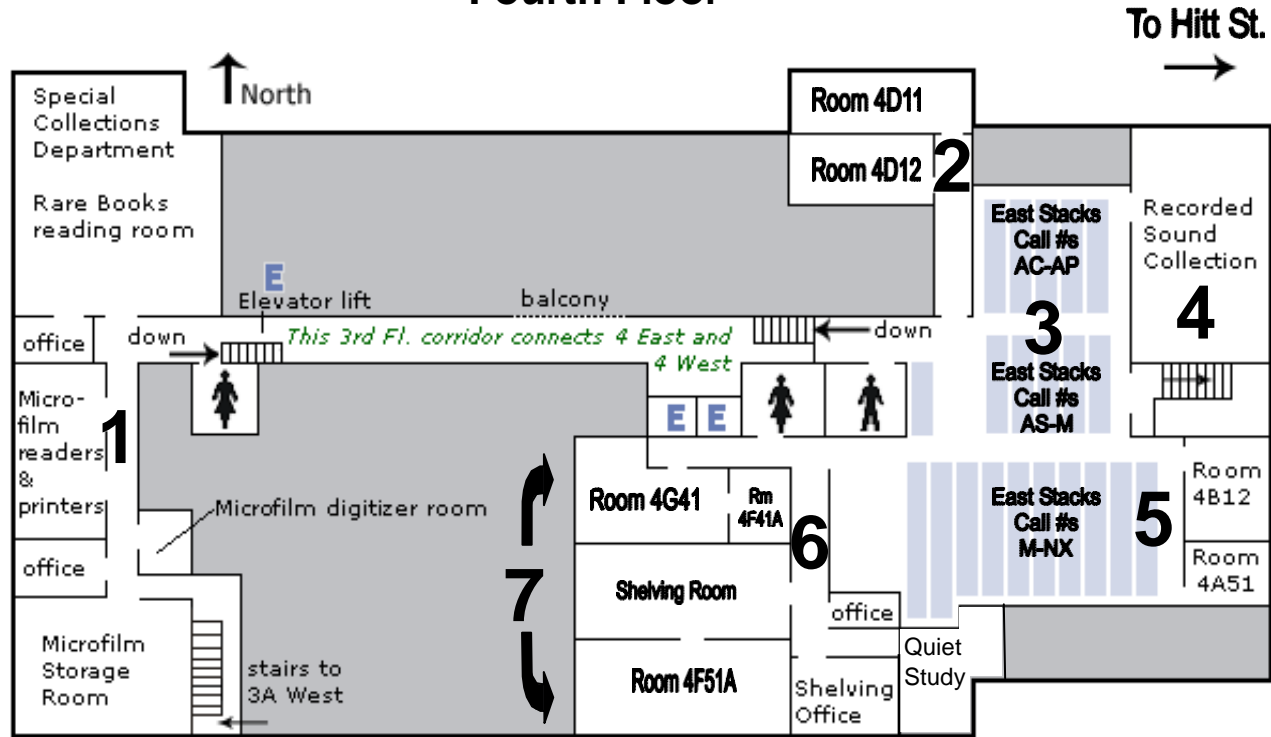 Fourth Floor
To Hitt St.
North
Special
Collections
Department
Rare Books
reading room
Room 4D11
Room 4D12
2
East Stacks
Call #s
AC-AP
Recorded
Sound
Collection
E
Elevator lift
balcony
3
4
office
down
This 3rd Fl. corridor connects 4 East and
4 West
down
East Stacks
Call #s
AS-M
Micro-
film
readers
&
printers
1
E E
Room 4G41
Rm
4F41A
Room
4B12
Microfilm digitizer room
East Stacks
Call #s
M-NX
5
6
office
7
Shelving Room
Room
4A51
office
Microfilm
Storage
Room
stairs to
3A West
Room 4F51A
Shelving
Office
Quiet
Study